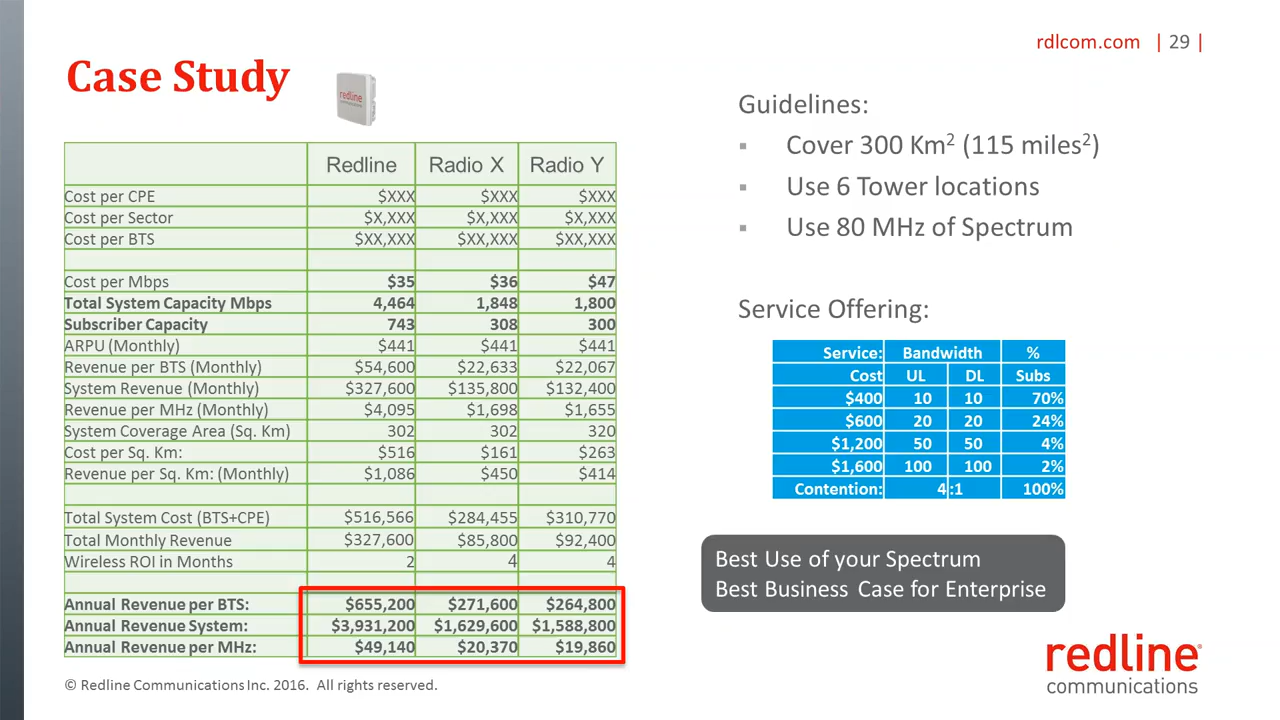 rdlcom.com | 29 |
Case Study
redline
communications
Redline Radio X Radio Y
Cost per CPE $XXX $XXX $XXX
Cost per Sector $X,XXX $X,XXX $X,XXX
Cost per BTS $XX,XXX $XX,XXX $XX,XXX
Cost per Mbps $35 $36 $47
Total System Capacity Mbps 4,464 1,848 1,800
Subscriber Capacity 743 308 300
ARPU (Monthly) $441 $441 $441
Revenue per BTS (Monthly) $54,600 $22,633 $22,067
System Revenue (Monthly) $327,600 $135,800 $132,400
Revenue per MHz (Monthly) $4,095 $1,698 $1,655
System Coverage Area (Sq. Km) 302 302 320
Cost per Sq. Km: $516 $161 $263
Revenue per Sq. Km: (Monthly) $1,086 $450 $414
Total System Cost (BTS+CPE) $516,566 $284,455 $310,770
Total Monthly Revenue $327,600 $85,800 $92,400
Wireless ROI in Months 2 4 4
Annual Revenue per BTS: $655,200 $271,600 $264,800
Annual Revenue System: $3,931,200 $1,629,600 $1,588,800
Annual Revenue per MHz: $49,140 $20,370 $19,860
Guidelines:
▪ Cover 300 Km² (115 miles²)
▪ Use 6 Tower locations
▪ Use 80 MHz of Spectrum
Service Offering:
Service: Bandwidth %
Cost UL DL Subs
$400 10 10 70%
$600 20 20 24%
$1,200 50 50 4%
$1,600 100 100 2%
Contention: 4:1 100%
Best Use of your Spectrum
Best Business Case for Enterprise
redline
communications
© Redline Communications Inc. 2016. All rights reserved.